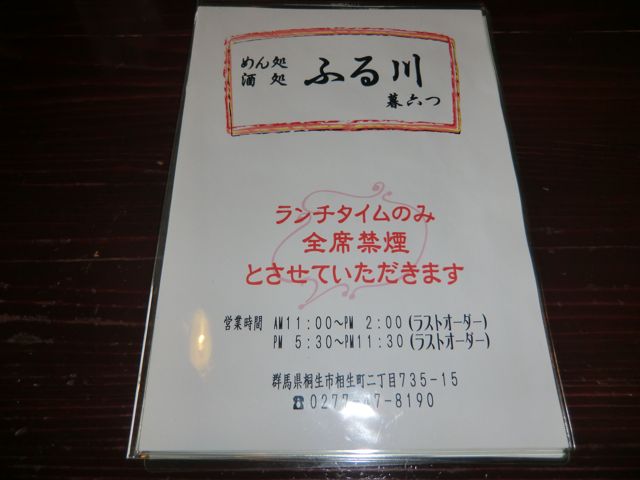 めん処
酒処
ふる川
暮六つ
ランチタイムのみ
全席禁煙
とさせていただきます
営業時間 AM11:00〜PM 2:00(ラストオーダー)
PM 5:30〜PM11:30(ラストオーダー)
群馬県桐生市相生町二丁目735-15